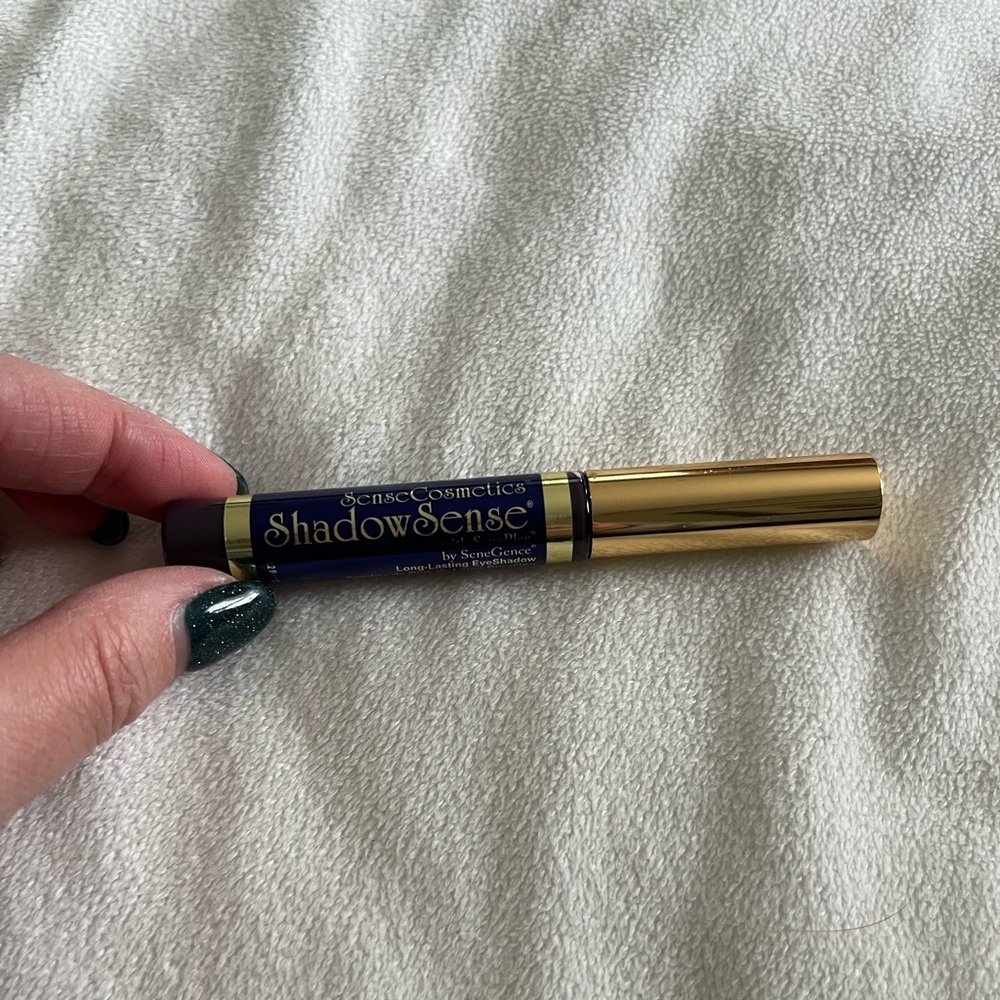 SenseCosmetics®
ShadowSense®
by SeneGence®
Long-Lasting EyeShadow